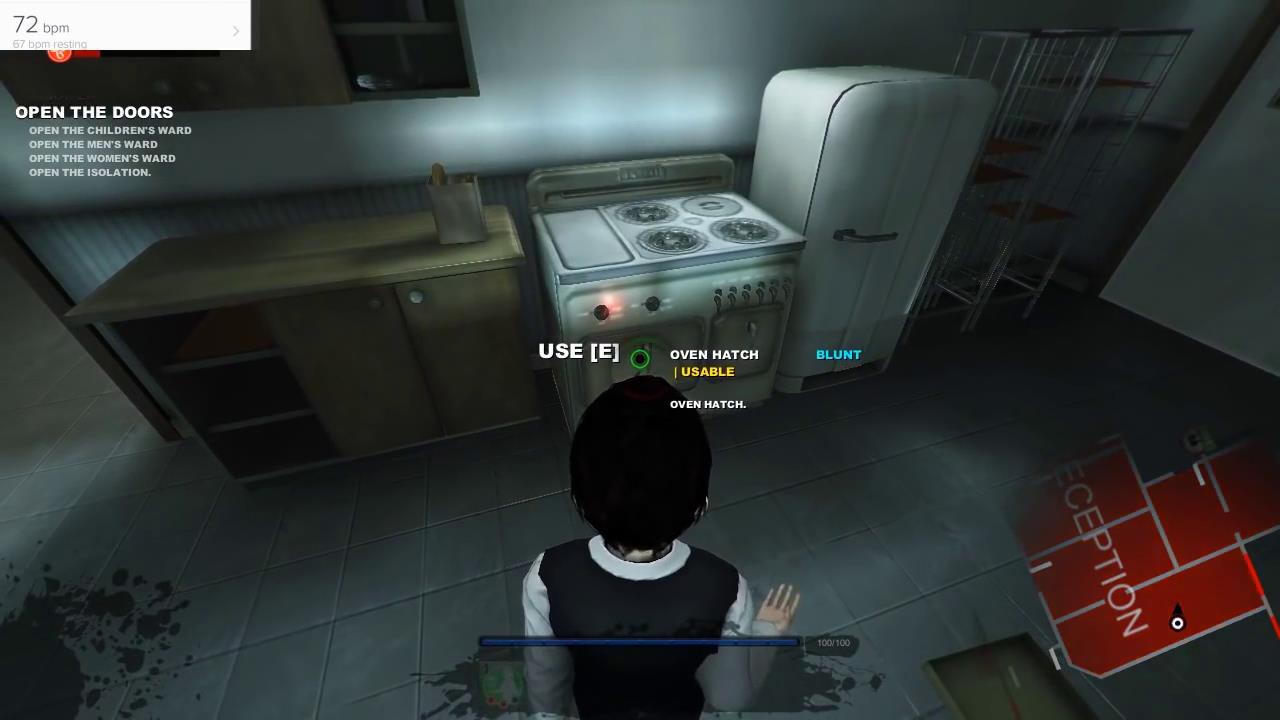 72 bpm
67 bpm resting
OPEN THE DOORS
OPEN THE CHILDREN'S WARD
OPEN THE MEN'S WARD
OPEN THE WOMEN'S WARD
OPEN THE ISOLATION.
USE [E]
OVEN HATCH
BLUNT
| USABLE
OVEN HATCH.
ECEPTION
100/100